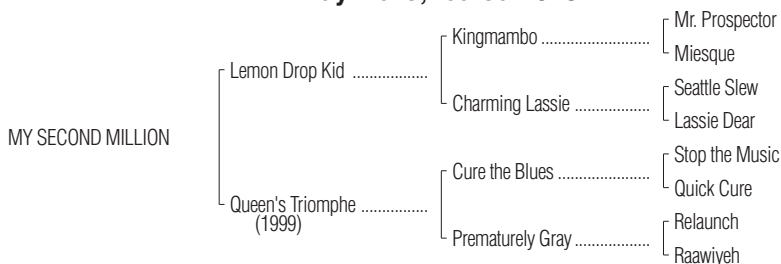 Kingmambo ............................
Mr. Prospector
Miesque
Lemon Drop Kid ...................
Charming Lassie ...................
Seattle Slew
Lassie Dear
MY SECOND MILLION
Cure the Blues ........................
Stop the Music
Quick Cure
Queen's Triomphe .................
(1999)
Prematurely Gray ...................
Relaunch
Raawiyeh